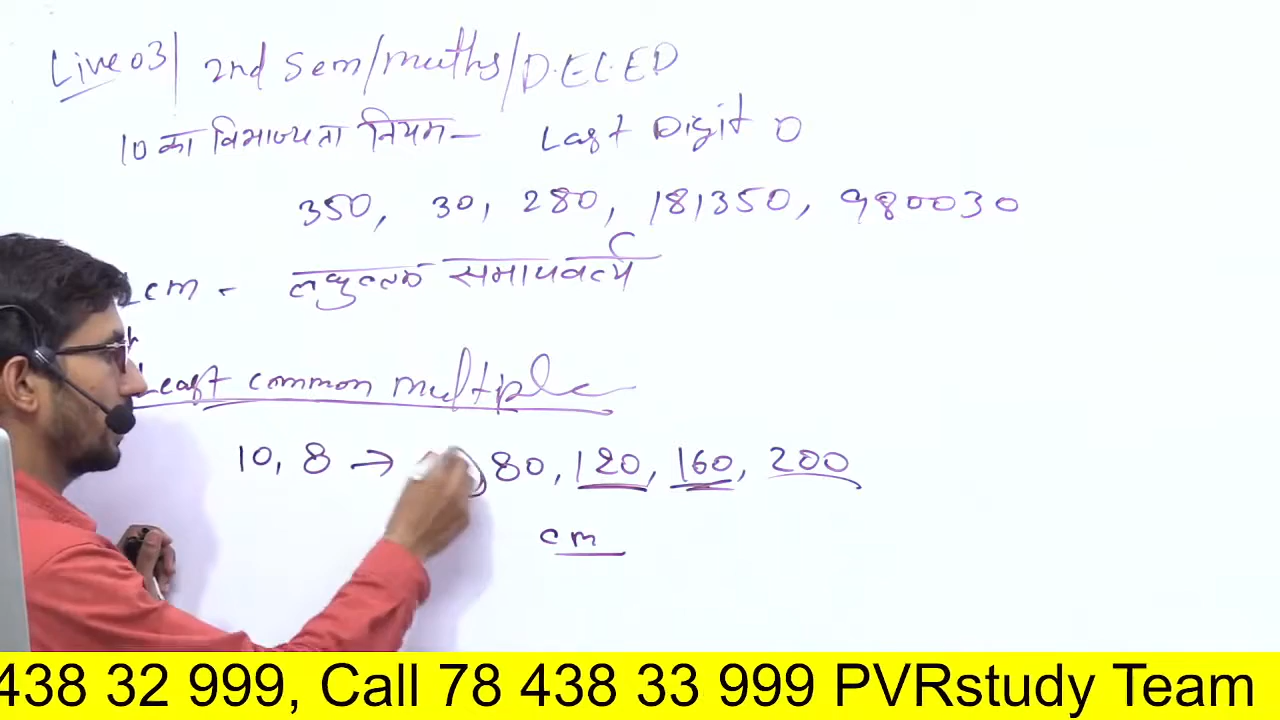 Live 03| 2nd Sem/maths/D.EL.ED
10 का विभाज्यता नियम- Last Digit 0
350, 30, 280, 181350, 980030
Lcm - लघुत्तम समापवर्त्य
Least common multiple
10, 8 → 80, 120, 160, 200
cm
438 32 999, Call 78 438 33 999 PVRstudy Team